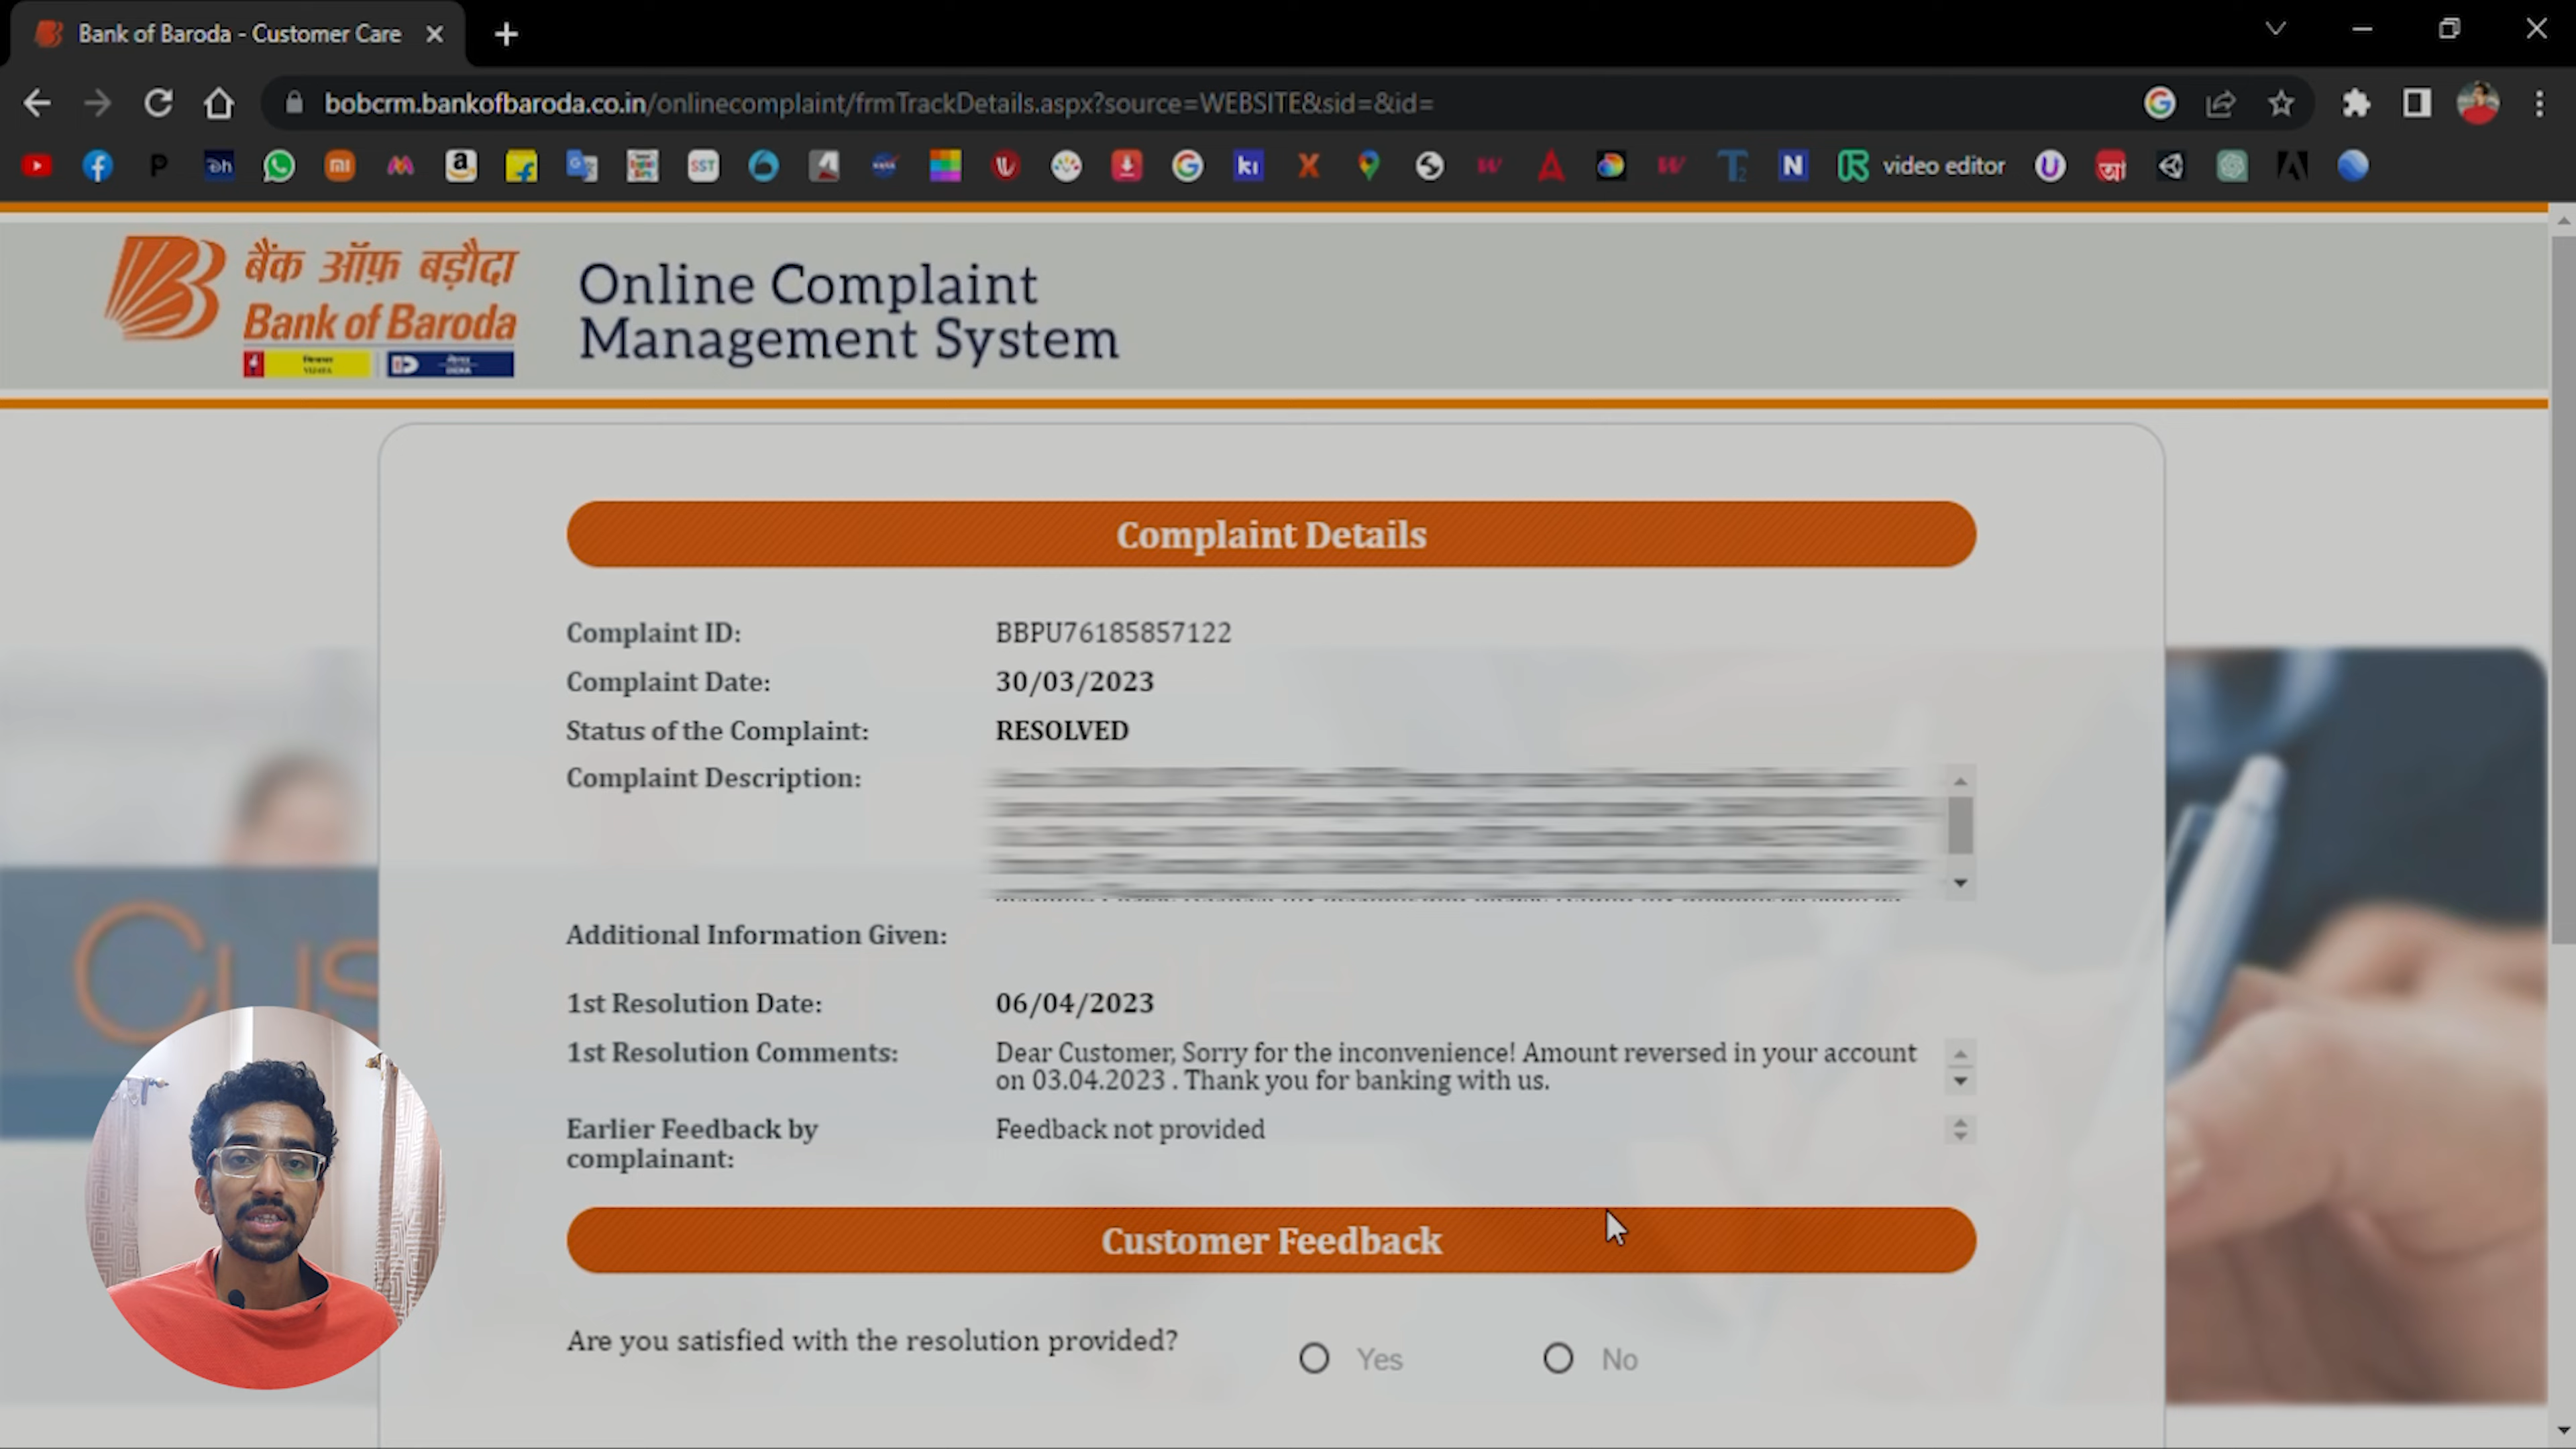 Bank of Baroda - Customer Care
bobcrm.bankofbaroda.co.in/onlinecomplaint/frmTrackDetails.aspx?source=WEBSITE&sid=&id=
video editor
बैंक ऑफ़ बड़ौदा
Bank of Baroda
Online Complaint
Management System
Complaint Details
Complaint ID: BBPU76185857122
Complaint Date: 30/03/2023
Status of the Complaint: RESOLVED
Complaint Description:
Additional Information Given:
1st Resolution Date: 06/04/2023
1st Resolution Comments: Dear Customer, Sorry for the inconvenience! Amount reversed in your account
on 03.04.2023 . Thank you for banking with us.
Earlier Feedback by Feedback not provided
complainant:
Customer Feedback
Are you satisfied with the resolution provided? Yes No